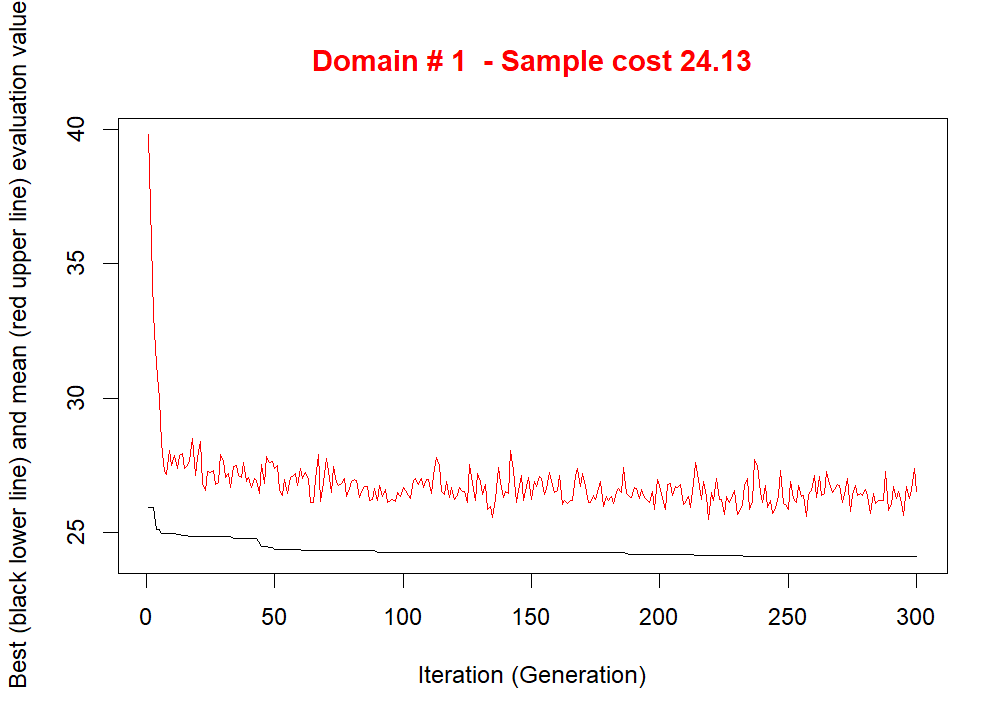 Domain # 1  - Sample cost 24.13
Best (black lower line) and mean (red upper line) evaluation value
40
35
30
25
0 50 100 150 200 250 300
Iteration (Generation)